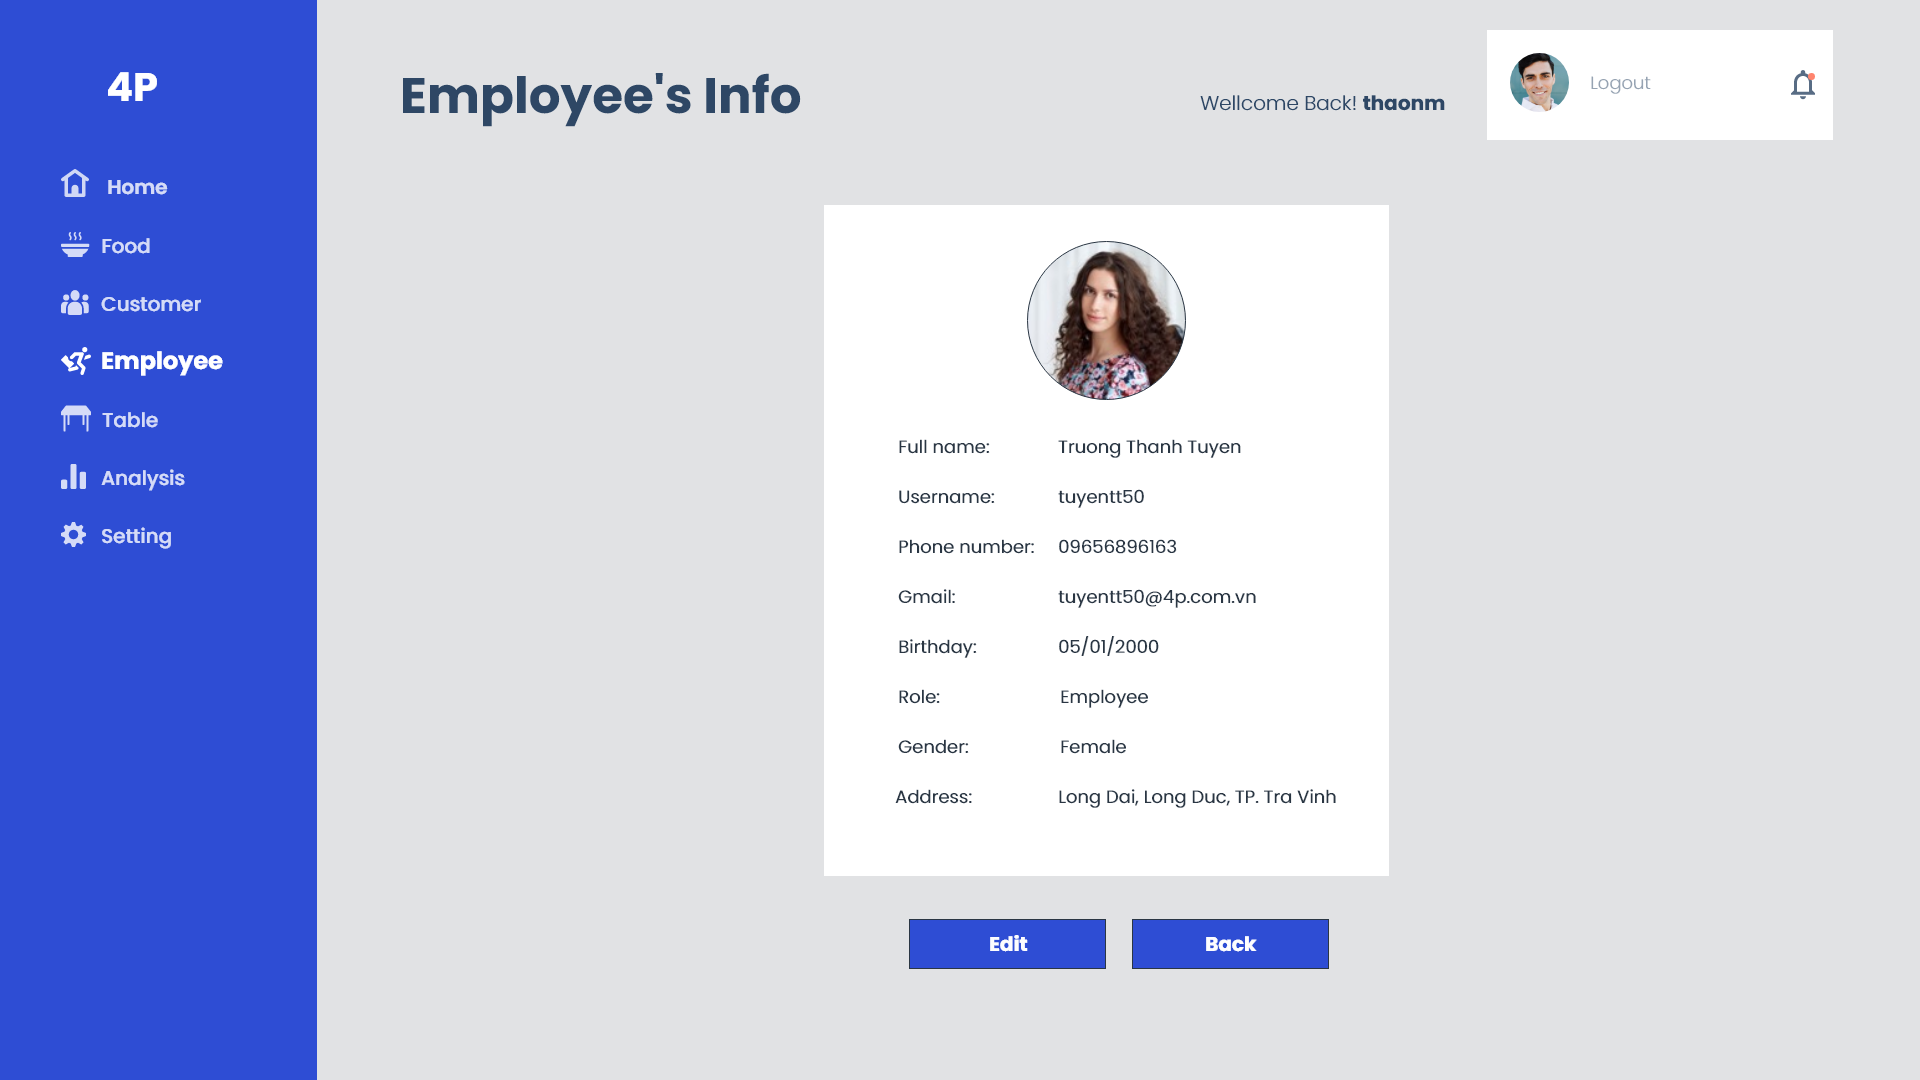 4P
Home
Food
Customer
Employee
Table
Analysis
Setting
Employee's Info
Wellcome Back! thaonm
Logout
Full name: Truong Thanh Tuyen
Username: tuyentt50
Phone number: 09656896163
Gmail: tuyentt50@4p.com.vn
Birthday: 05/01/2000
Role: Employee
Gender: Female
Address: Long Dai, Long Duc, TP. Tra Vinh
Edit
Back